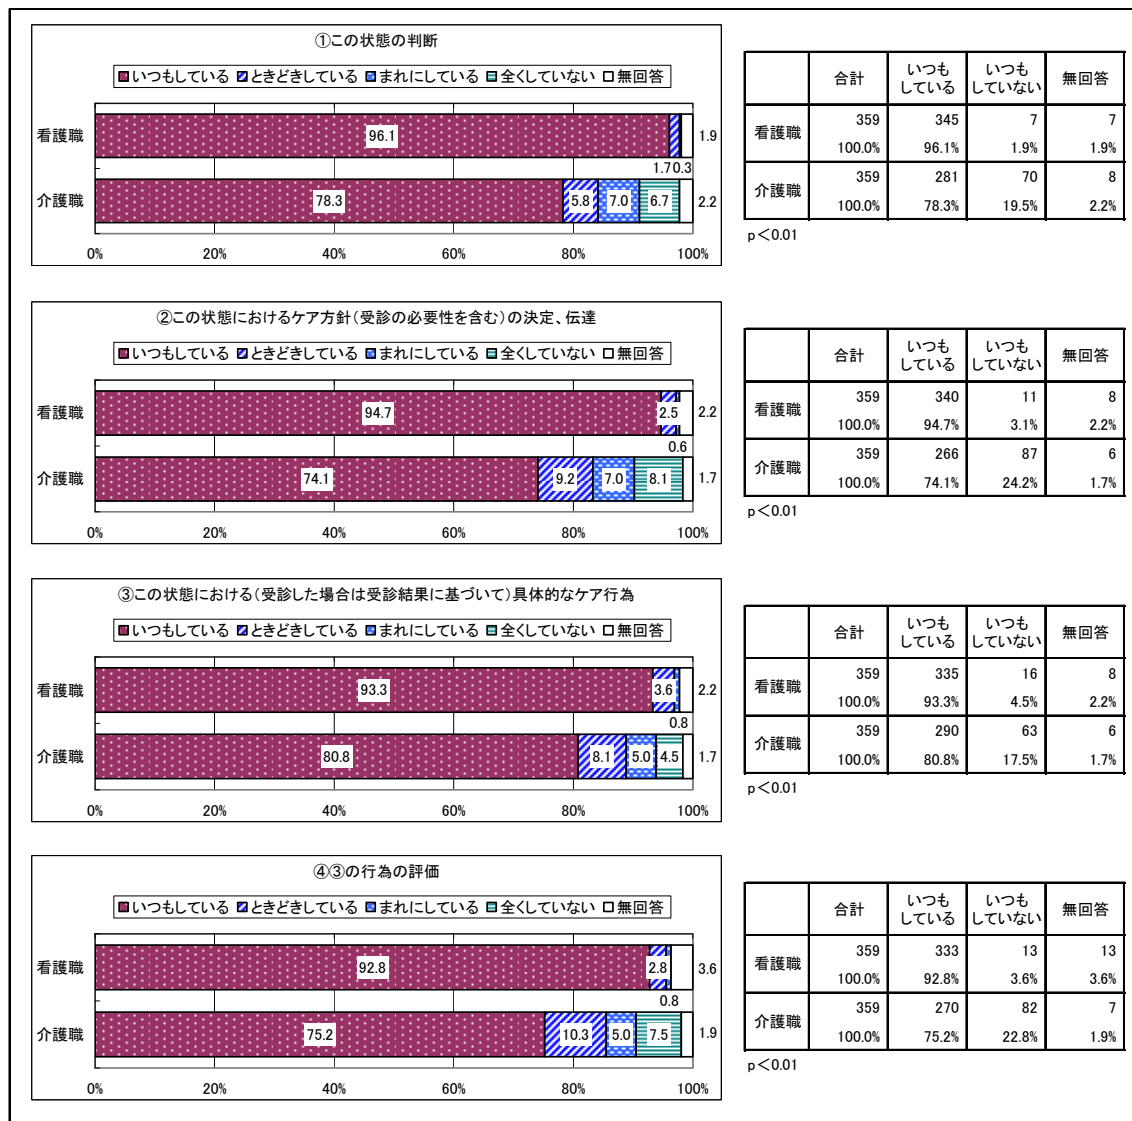 ①この状態の判断
いつもしている ときどきしている まれにしている 全くしていない 無回答
看護職 96.1 1.9
1.7 0.3
介護職 78.3 5.8 7.0 6.7 2.2
0% 20% 40% 60% 80% 100%
合計 いつもしている いつもしていない 無回答
看護職 359 345 7 7
100.0% 96.1% 1.9% 1.9%
介護職 359 281 70 8
100.0% 78.3% 19.5% 2.2%
p<0.01
②この状態におけるケア方針(受診の必要性を含む)の決定、伝達
いつもしている ときどきしている まれにしている 全くしていない 無回答
看護職 94.7 2.5 2.2
0.6
介護職 74.1 9.2 7.0 8.1 1.7
0% 20% 40% 60% 80% 100%
合計 いつもしている いつもしていない 無回答
看護職 359 340 11 8
100.0% 94.7% 3.1% 2.2%
介護職 359 266 87 6
100.0% 74.1% 24.2% 1.7%
p<0.01
③この状態における(受診した場合は受診結果に基づいて)具体的なケア行為
いつもしている ときどきしている まれにしている 全くしていない 無回答
看護職 93.3 3.6 2.2
0.8
介護職 80.8 8.1 5.0 4.5 1.7
0% 20% 40% 60% 80% 100%
合計 いつもしている いつもしていない 無回答
看護職 359 335 16 8
100.0% 93.3% 4.5% 2.2%
介護職 359 290 63 6
100.0% 80.8% 17.5% 1.7%
p<0.01
④③の行為の評価
いつもしている ときどきしている まれにしている 全くしていない 無回答
看護職 92.8 2.8 3.6
0.8
介護職 75.2 10.3 5.0 7.5 1.9
0% 20% 40% 60% 80% 100%
合計 いつもしている いつもしていない 無回答
看護職 359 333 13 13
100.0% 92.8% 3.6% 3.6%
介護職 359 270 82 7
100.0% 75.2% 22.8% 1.9%
p<0.01